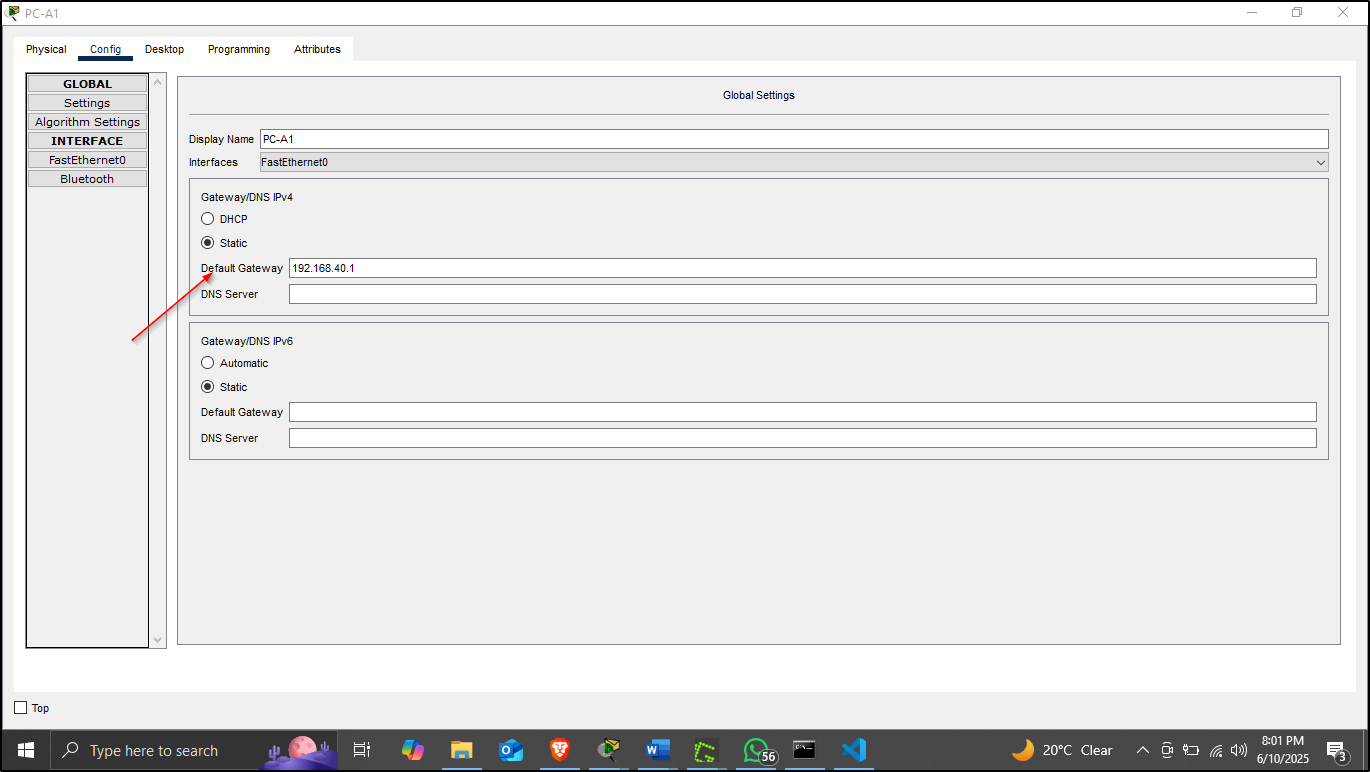 PC-A1
Physical Config Desktop Programming Attributes
GLOBAL
Settings
Algorithm Settings
INTERFACE
FastEthernet0
Bluetooth
Global Settings
Display Name PC-A1
Interfaces FastEthernet0
Gateway/DNS IPv4
DHCP
Static
Default Gateway 192.168.40.1
DNS Server
Gateway/DNS IPv6
Automatic
Static
Default Gateway
DNS Server
Top
Type here to search
56
20°C Clear
8:01 PM
6/10/2025
3